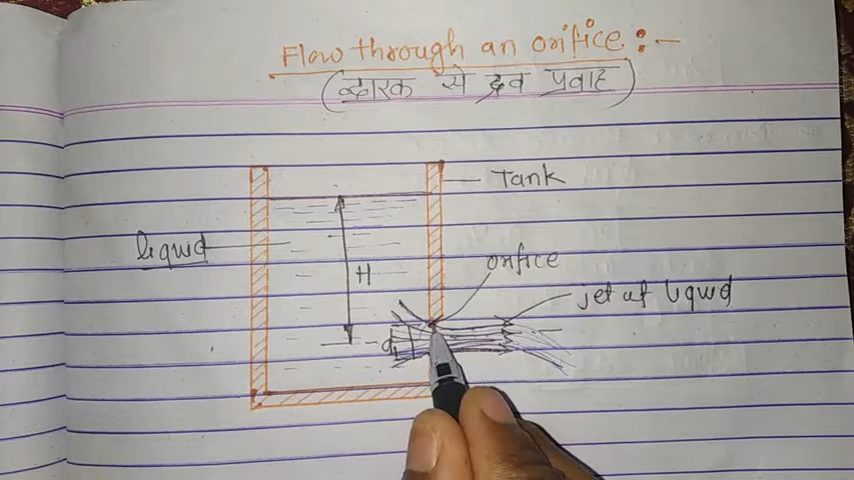 Flow through an orifice :-
(द्वारक से द्रव प्रवाह)
Tank
liquid
H
orifice
jet of liquid
d